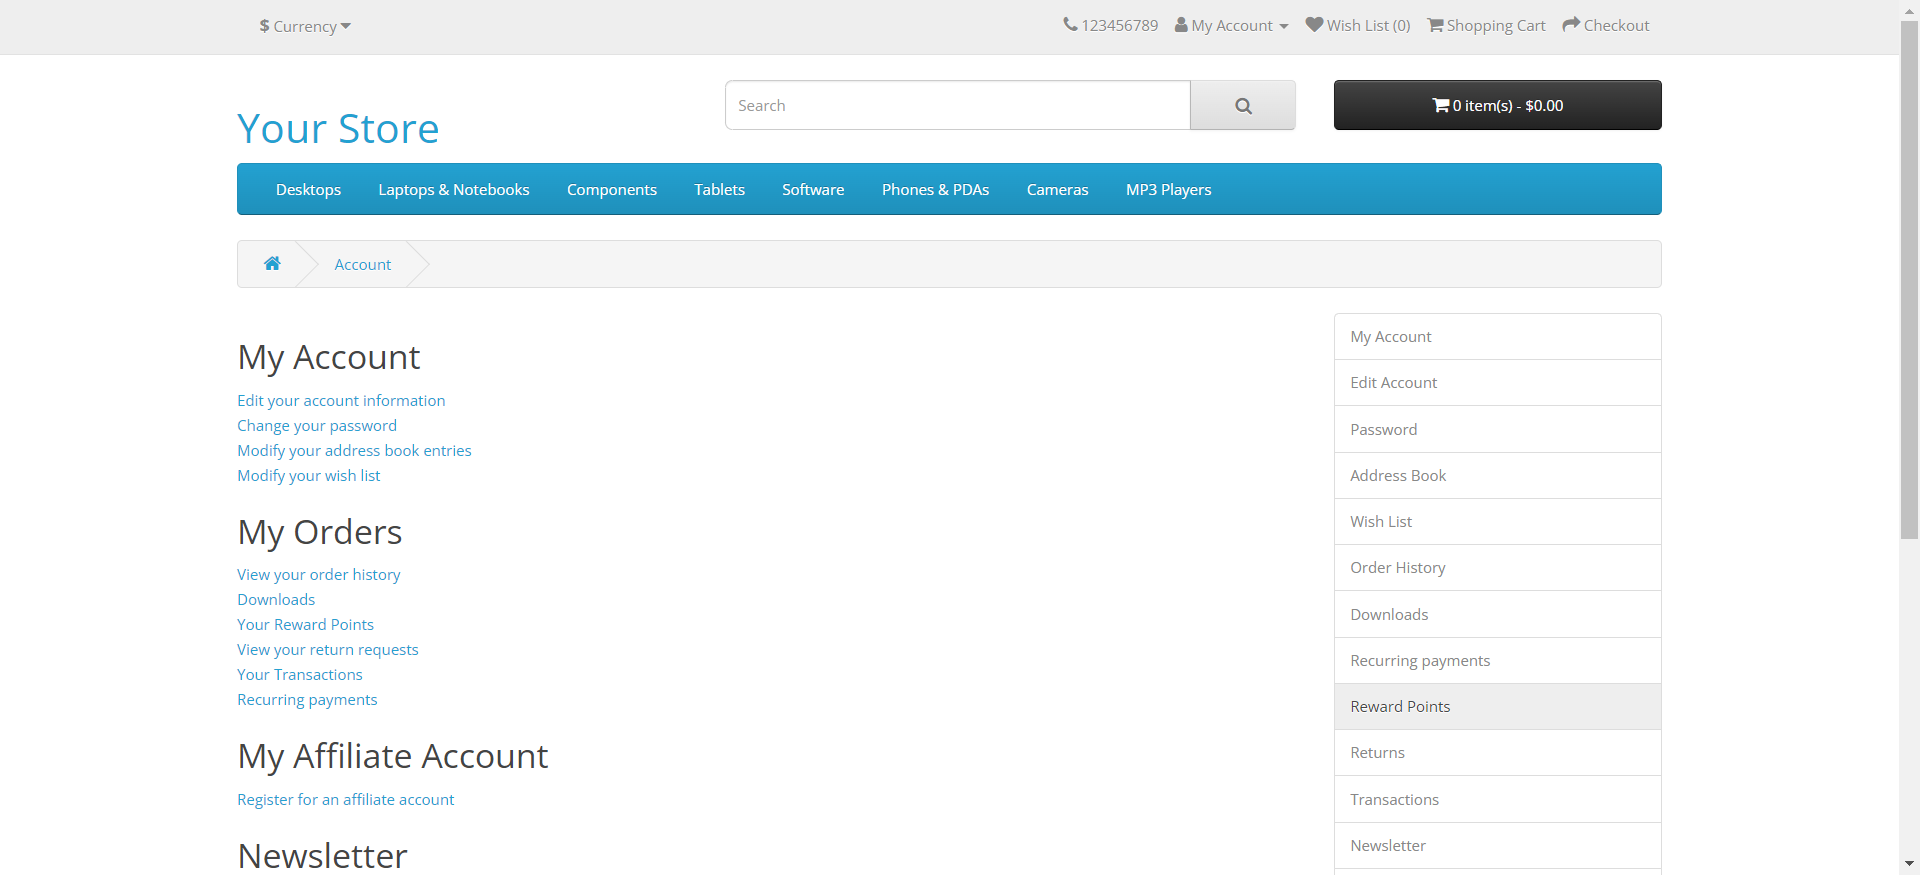 $ Currency
123456789 My Account Wish List (0) Shopping Cart Checkout
Your Store
Search
0 item(s) - $0.00
Desktops Laptops & Notebooks Components Tablets Software Phones & PDAs Cameras MP3 Players
Account
My Account
Edit your account information
Change your password
Modify your address book entries
Modify your wish list
My Orders
View your order history
Downloads
Your Reward Points
View your return requests
Your Transactions
Recurring payments
My Affiliate Account
Register for an affiliate account
Newsletter
My Account
Edit Account
Password
Address Book
Wish List
Order History
Downloads
Recurring payments
Reward Points
Returns
Transactions
Newsletter